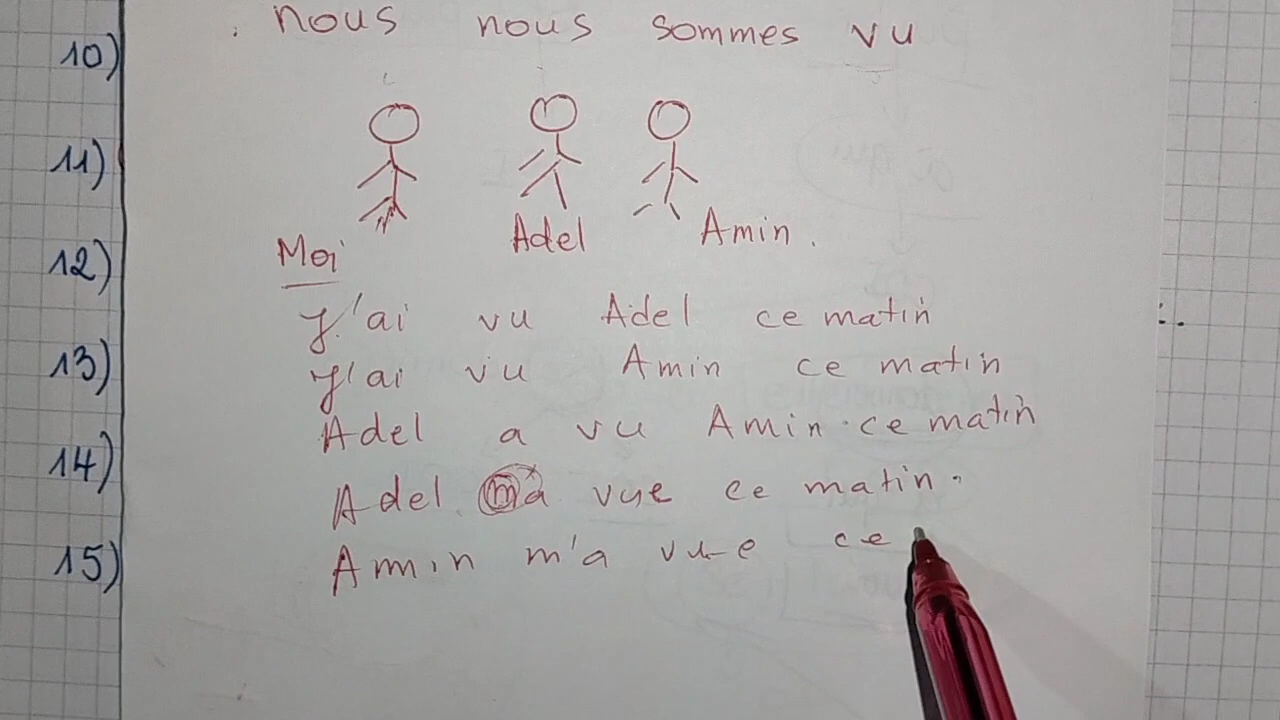 . nous nous sommes vu
10)
11)
Adel Amin.
Moi
12)
J'ai vu Adel ce matin
13)
J'ai vu Amin ce matin
Adel a vu Amin ce matin
14)
Adel m'a vue ce matin.
15)
Amin m'a vue ce